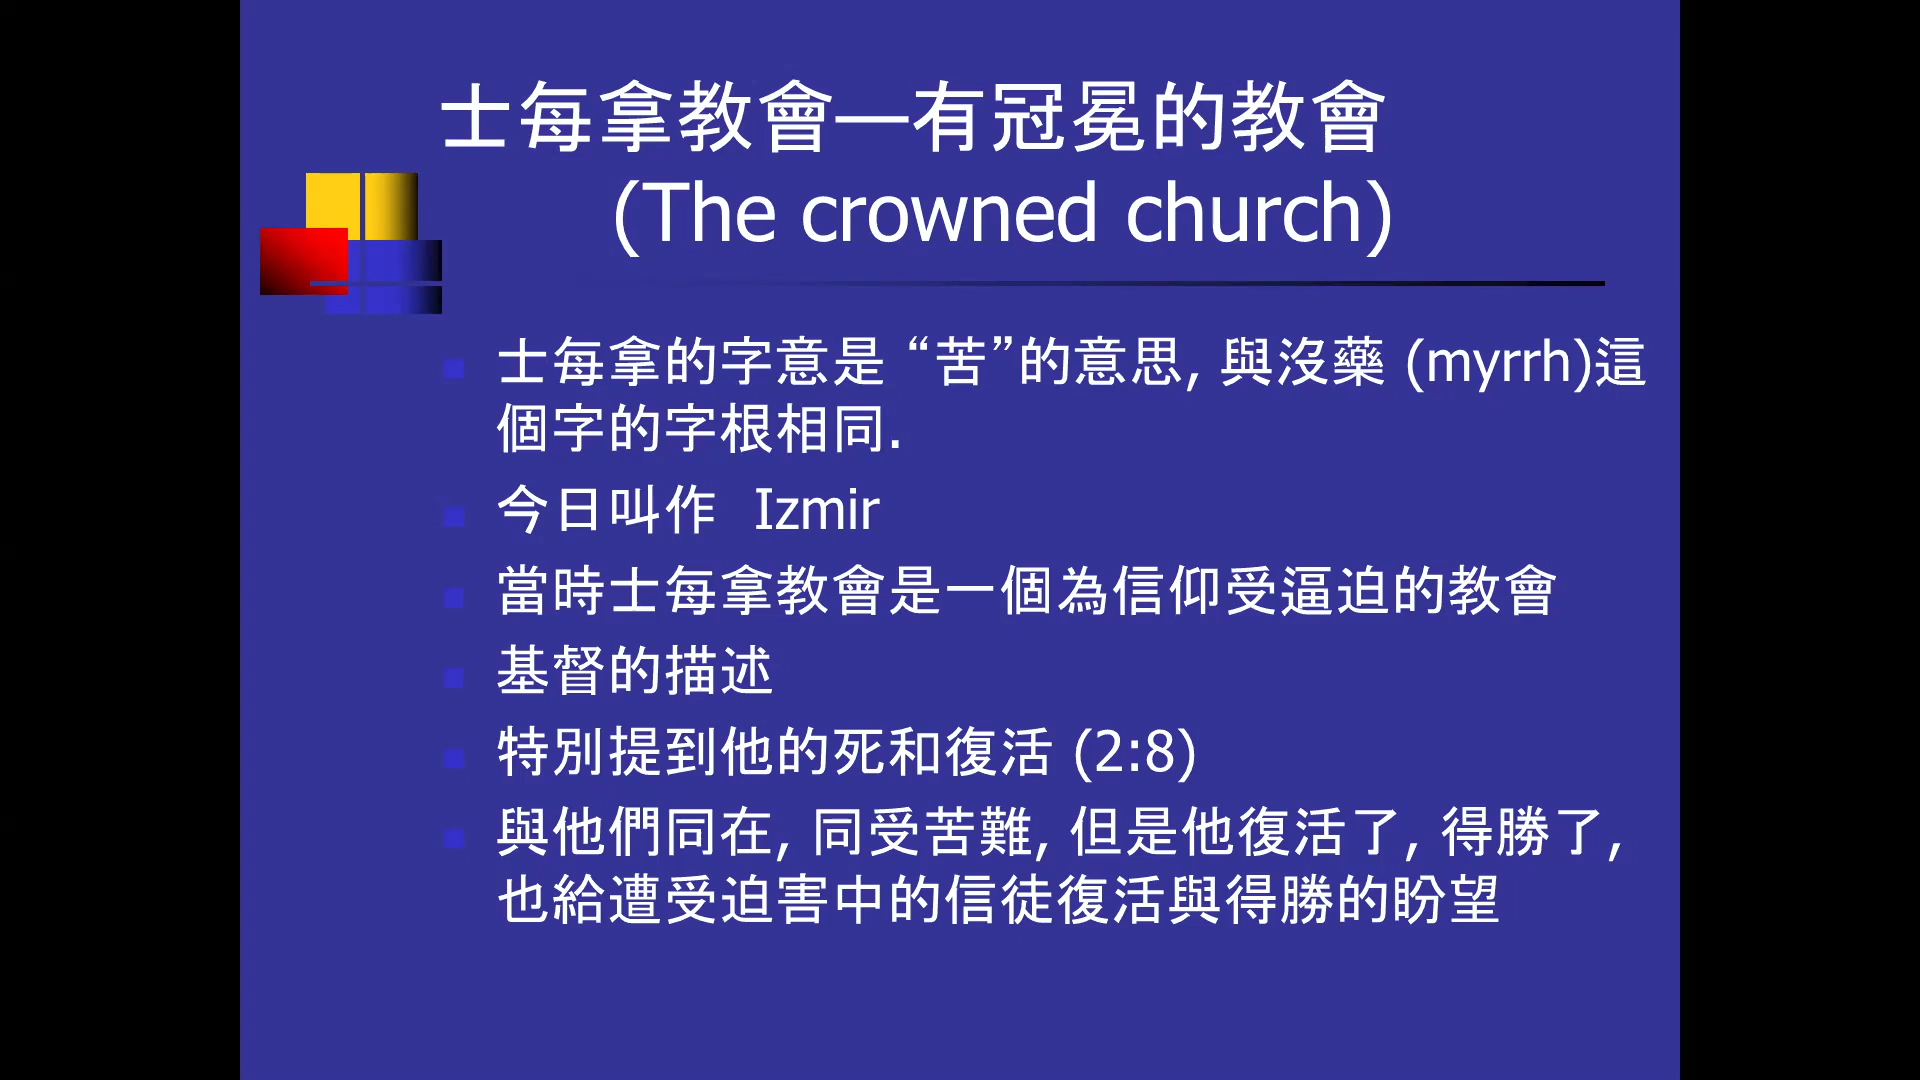 士每拿教會—有冠冕的教會
(The crowned church)
士每拿的字意是 “苦”的意思, 與沒藥 (myrrh)這
個字的字根相同.
今日叫作 Izmir
當時士每拿教會是一個為信仰受逼迫的教會
基督的描述
特別提到他的死和復活 (2:8)
與他們同在, 同受苦難, 但是他復活了, 得勝了,
也給遭受迫害中的信徒復活與得勝的盼望